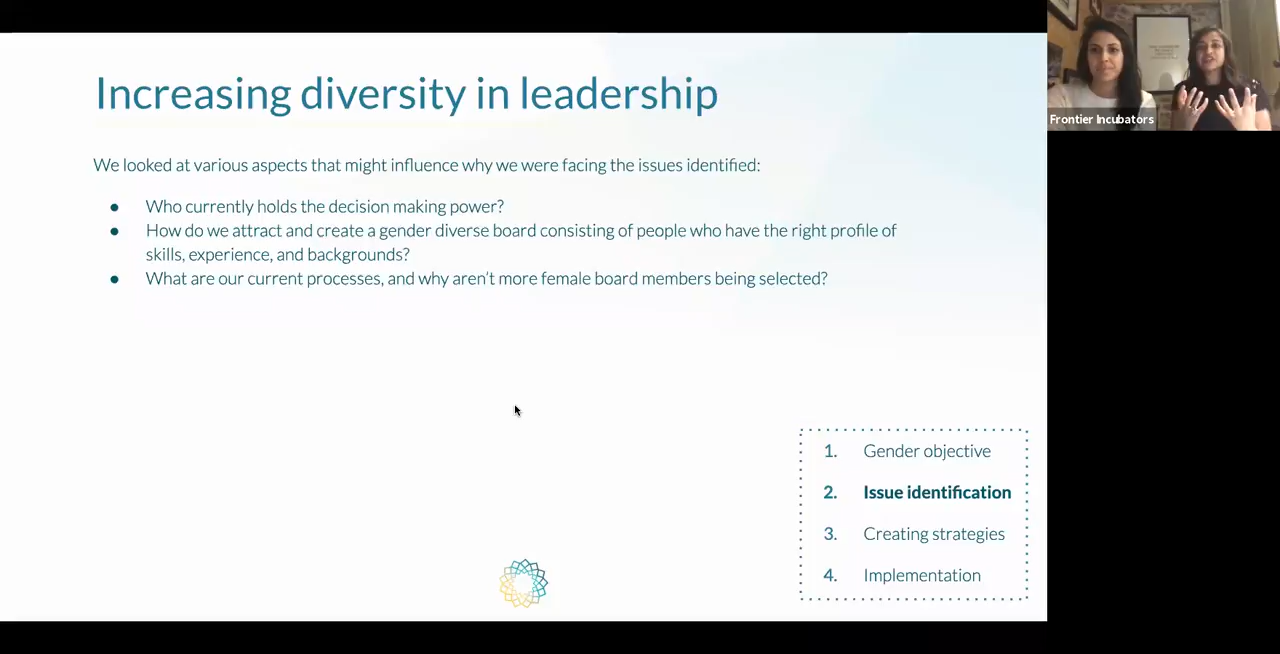 Increasing diversity in leadership
We looked at various aspects that might influence why we were facing the issues identified:
● Who currently holds the decision making power?
● How do we attract and create a gender diverse board consisting of people who have the right profile of
skills, experience, and backgrounds?
● What are our current processes, and why aren't more female board members being selected?
1. Gender objective
2. Issue identification
3. Creating strategies
4. Implementation
Frontier Incubators